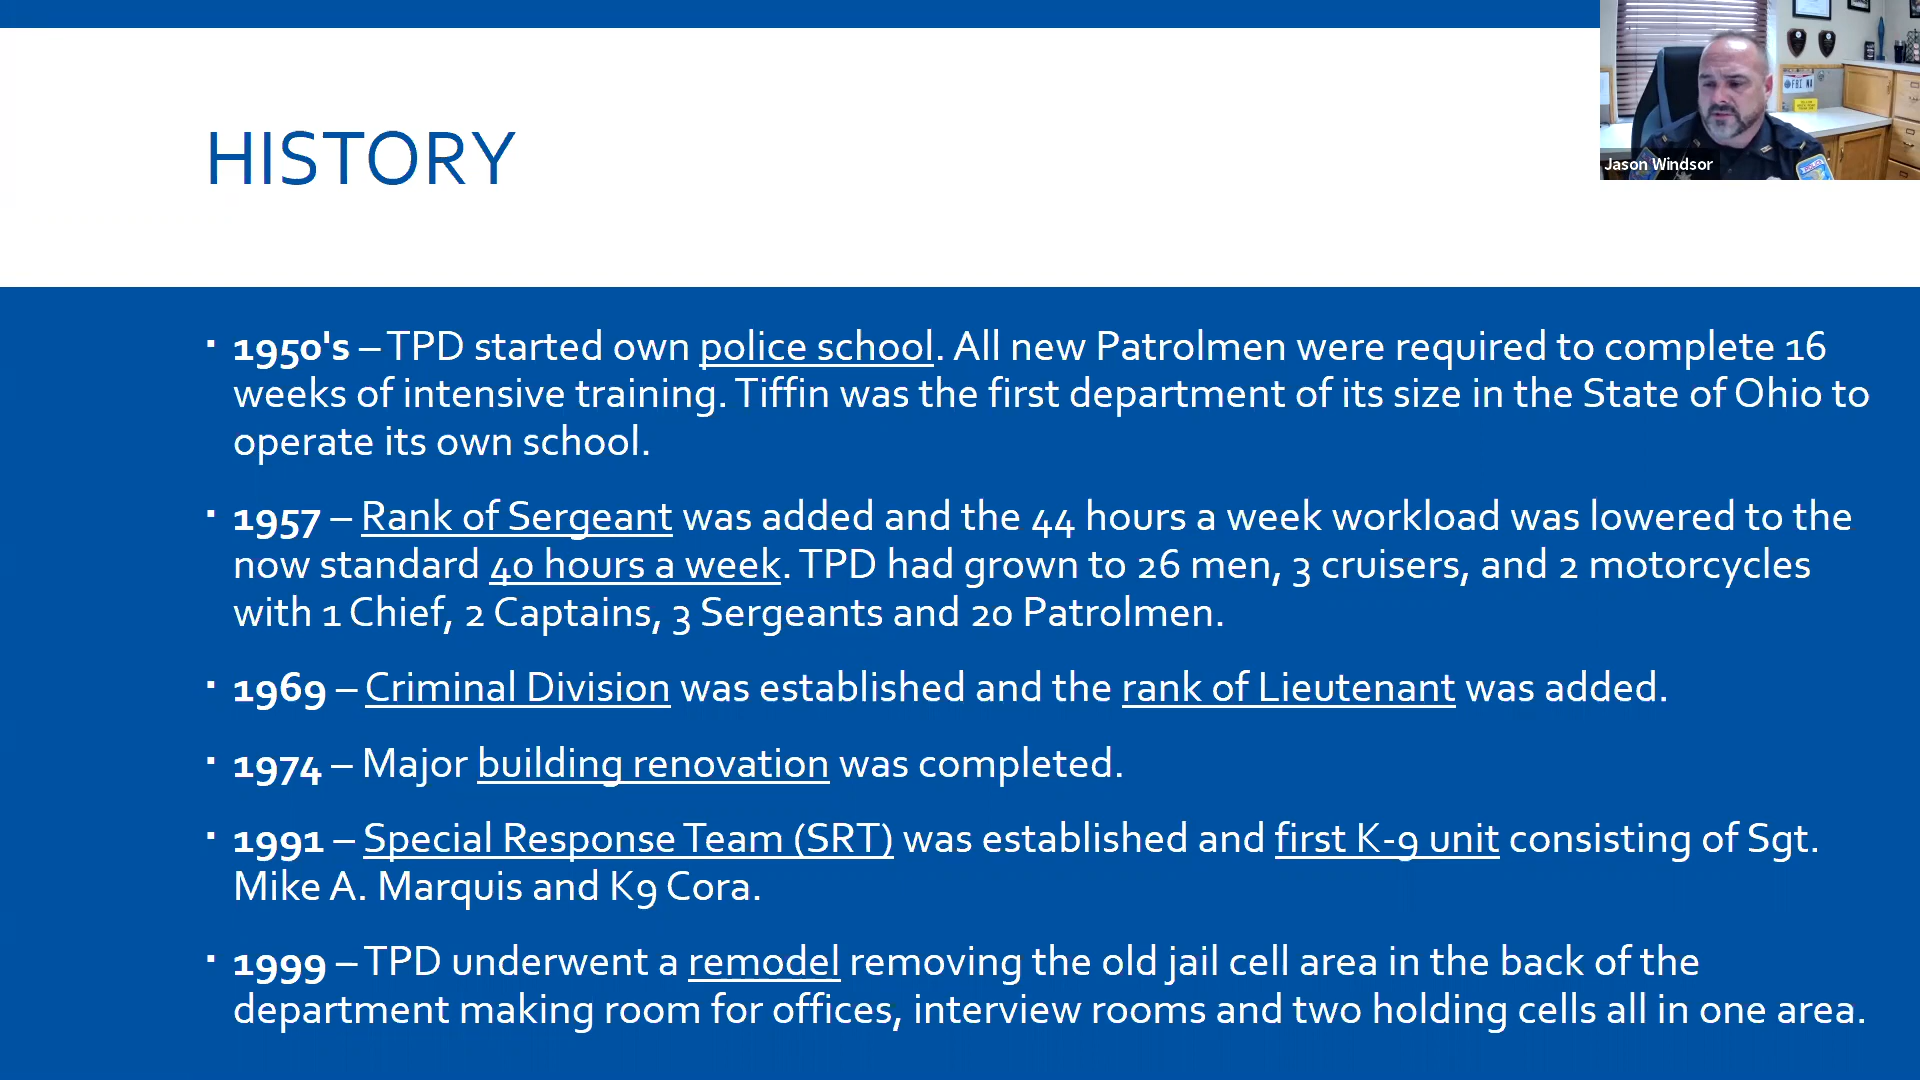 HISTORY
Jason Windsor
FBI NA
▪ 1950's – TPD started own police school. All new Patrolmen were required to complete 16
weeks of intensive training. Tiffin was the first department of its size in the State of Ohio to
operate its own school.
▪ 1957 – Rank of Sergeant was added and the 44 hours a week workload was lowered to the
now standard 40 hours a week. TPD had grown to 26 men, 3 cruisers, and 2 motorcycles
with 1 Chief, 2 Captains, 3 Sergeants and 20 Patrolmen.
▪ 1969 – Criminal Division was established and the rank of Lieutenant was added.
▪ 1974 – Major building renovation was completed.
▪ 1991 – Special Response Team (SRT) was established and first K-9 unit consisting of Sgt.
Mike A. Marquis and K9 Cora.
▪ 1999 – TPD underwent a remodel removing the old jail cell area in the back of the
department making room for offices, interview rooms and two holding cells all in one area.